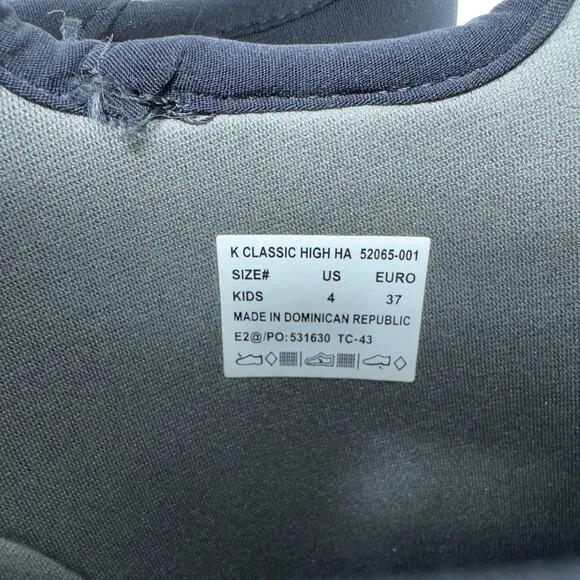 K CLASSIC HIGH HA 52065-001
SIZE# US EURO
KIDS 4 37
MADE IN DOMINICAN REPUBLIC
E2@/PO:531630 TC-43